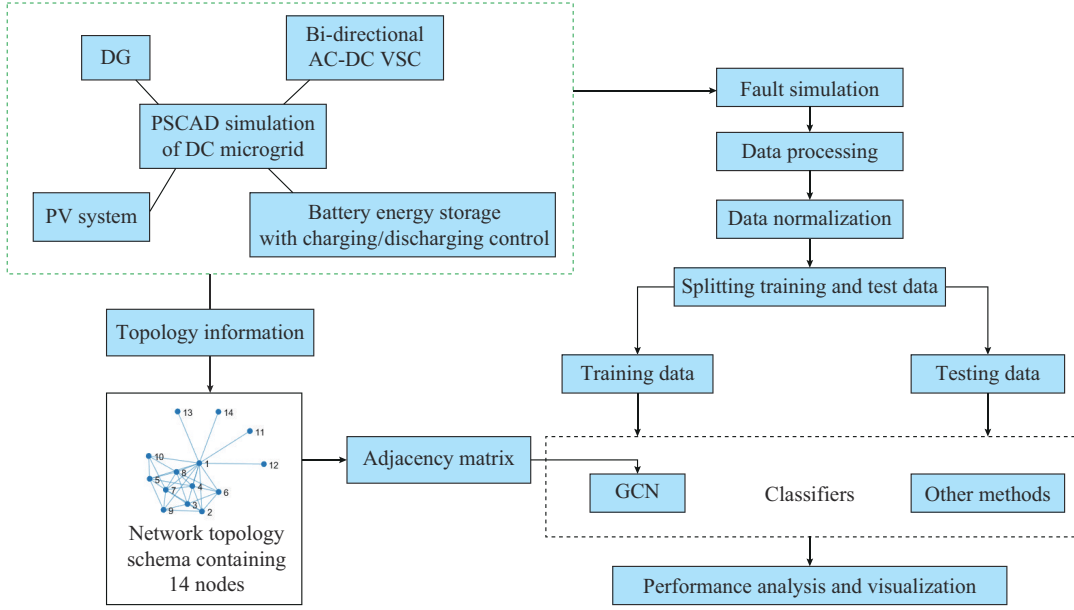 DG
Bi-directional
AC-DC VSC
PSCAD simulation
of DC microgrid
PV system
Battery energy storage
with charging/discharging control
Fault simulation
Data processing
Data normalization
Splitting training and test data
Training data
Testing data
Topology information
13
14
11
10
1
12
8
5
4
7
6
3
9
2
Network topology
schema containing
14 nodes
Adjacency matrix
GCN
Classifiers
Other methods
Performance analysis and visualization